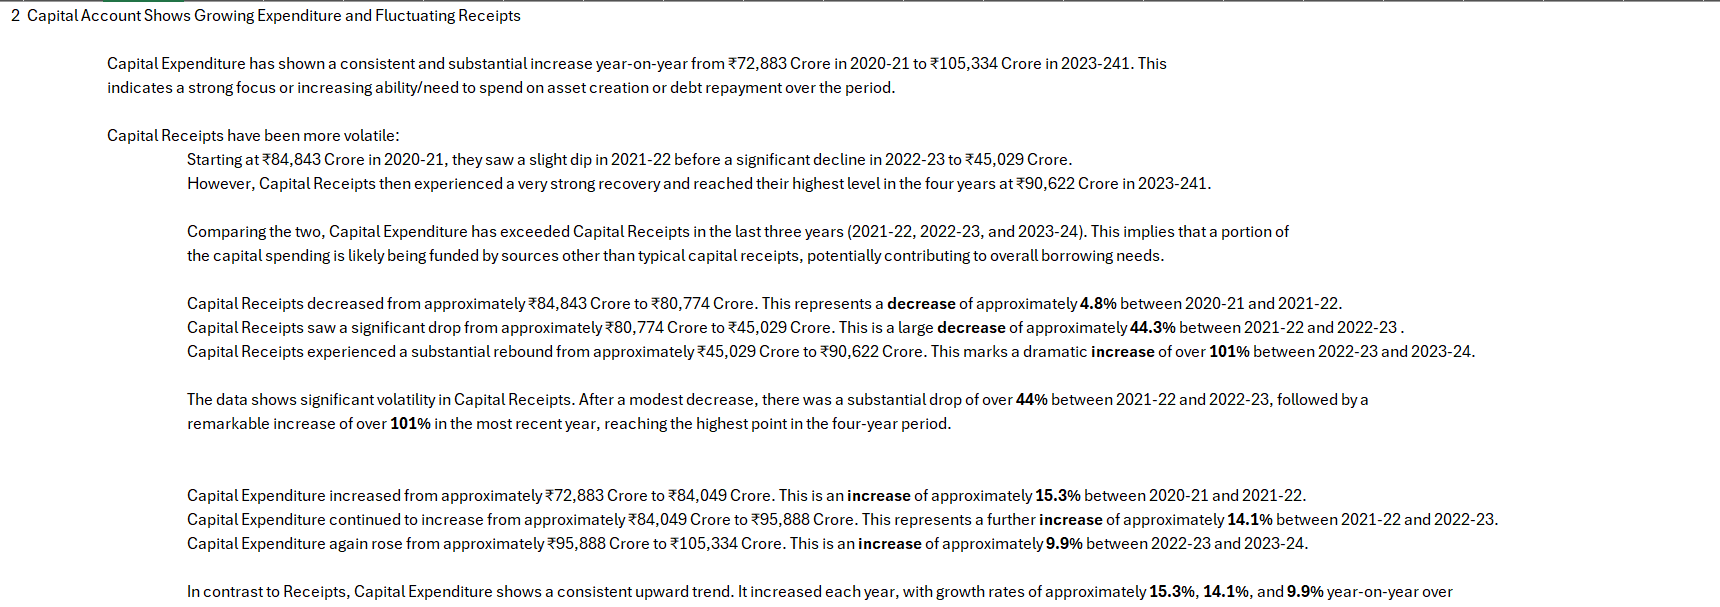 2 Capital Account Shows Growing Expenditure and Fluctuating Receipts
Capital Expenditure has shown a consistent and substantial increase year-on-year from ₹72,883 Crore in 2020-21 to ₹105,334 Crore in 2023-241. This
indicates a strong focus or increasing ability/need to spend on asset creation or debt repayment over the period.
Capital Receipts have been more volatile:
Starting at ₹84,843 Crore in 2020-21, they saw a slight dip in 2021-22 before a significant decline in 2022-23 to ₹45,029 Crore.
However, Capital Receipts then experienced a very strong recovery and reached their highest level in the four years at ₹90,622 Crore in 2023-241.
Comparing the two, Capital Expenditure has exceeded Capital Receipts in the last three years (2021-22, 2022-23, and 2023-24). This implies that a portion of
the capital spending is likely being funded by sources other than typical capital receipts, potentially contributing to overall borrowing needs.
Capital Receipts decreased from approximately ₹84,843 Crore to ₹80,774 Crore. This represents a decrease of approximately 4.8% between 2020-21 and 2021-22.
Capital Receipts saw a significant drop from approximately ₹80,774 Crore to ₹45,029 Crore. This is a large decrease of approximately 44.3% between 2021-22 and 2022-23 .
Capital Receipts experienced a substantial rebound from approximately ₹45,029 Crore to ₹90,622 Crore. This marks a dramatic increase of over 101% between 2022-23 and 2023-24.
The data shows significant volatility in Capital Receipts. After a modest decrease, there was a substantial drop of over 44% between 2021-22 and 2022-23, followed by a
remarkable increase of over 101% in the most recent year, reaching the highest point in the four-year period.
Capital Expenditure increased from approximately ₹72,883 Crore to ₹84,049 Crore. This is an increase of approximately 15.3% between 2020-21 and 2021-22.
Capital Expenditure continued to increase from approximately ₹84,049 Crore to ₹95,888 Crore. This represents a further increase of approximately 14.1% between 2021-22 and 2022-23.
Capital Expenditure again rose from approximately ₹95,888 Crore to ₹105,334 Crore. This is an increase of approximately 9.9% between 2022-23 and 2023-24.
In contrast to Receipts, Capital Expenditure shows a consistent upward trend. It increased each year, with growth rates of approximately 15.3%, 14.1%, and 9.9% year-on-year over